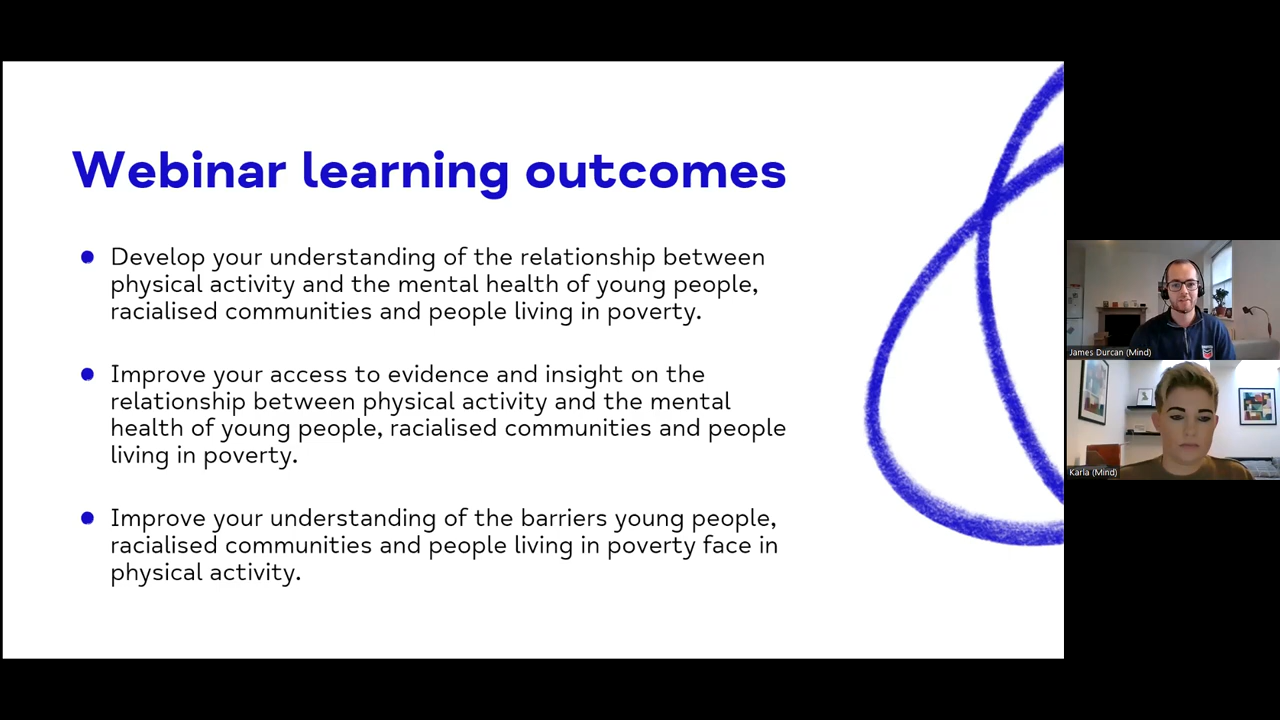 Webinar learning outcomes
Develop your understanding of the relationship between
physical activity and the mental health of young people,
racialised communities and people living in poverty.
Improve your access to evidence and insight on the
relationship between physical activity and the mental
health of young people, racialised communities and people
living in poverty.
Improve your understanding of the barriers young people,
racialised communities and people living in poverty face in
physical activity.
James Durcan (Mind)
Karla (Mind)